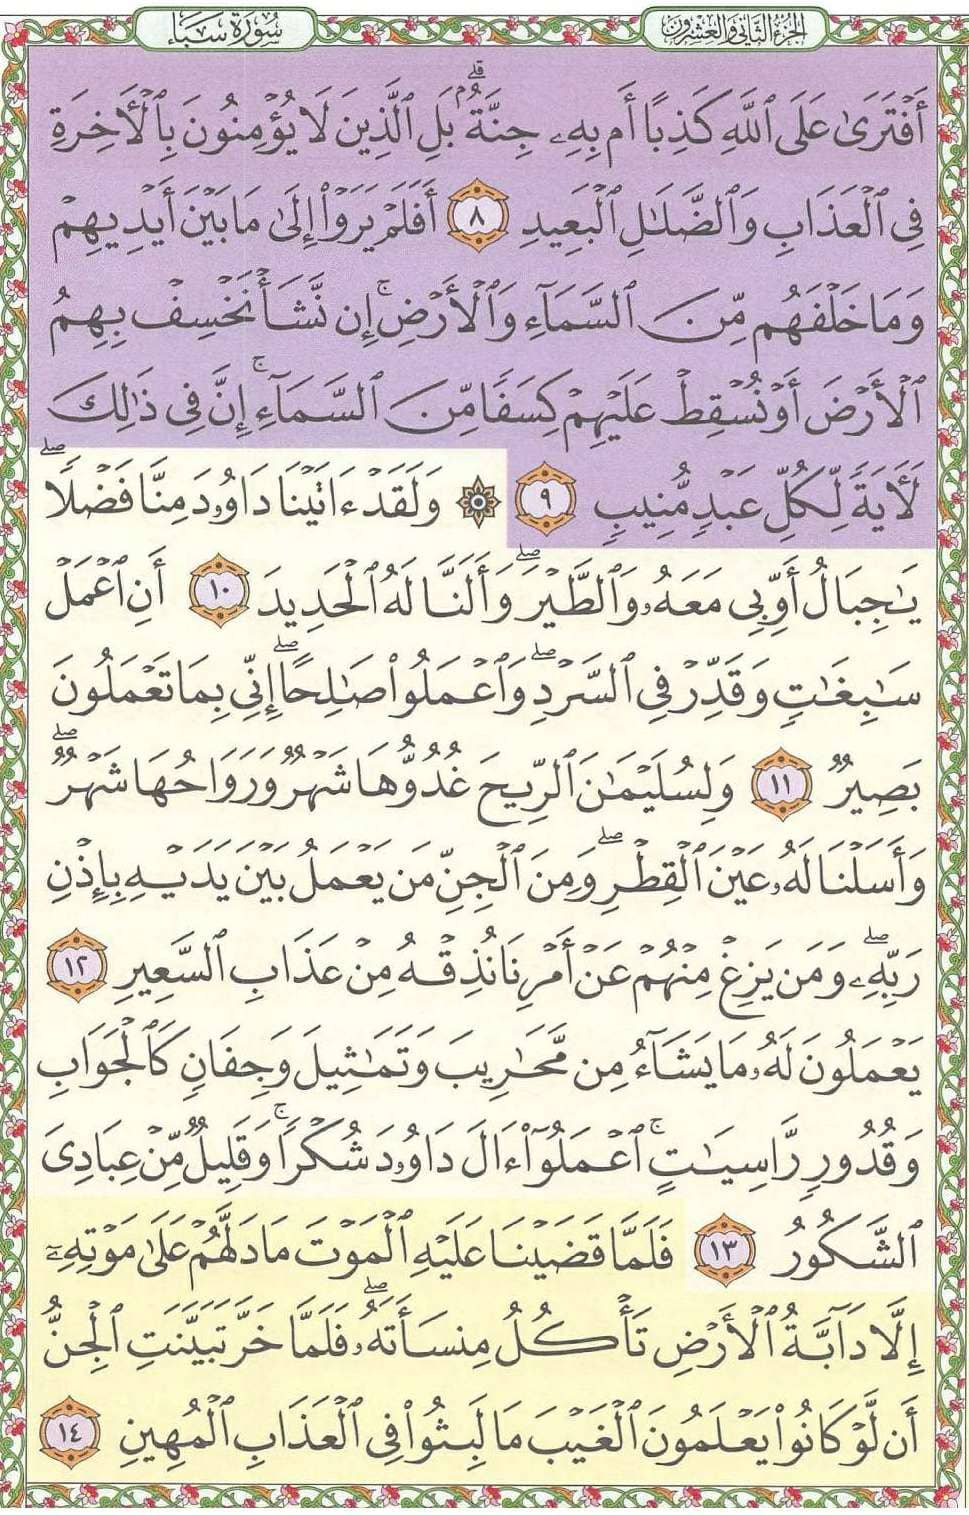 الجزء الثاني والعشرون
سورة سبأ
أَفْتَرَىٰ عَلَى ٱللَّهِ كَذِبًا أَم بِهِۦ جِنَّةُۢ ۗ بَلِ ٱلَّذِينَ لَا يُؤْمِنُونَ بِٱلْأَخِرَةِ
فِى ٱلْعَذَابِ وَٱلضَّلَـٰلِ ٱلْبَعِيدِ ٨ أَفَلَمْ يَرَوْا۟ إِلَىٰ مَا بَيْنَ أَيْدِيهِمْ
وَمَا خَلْفَهُم مِّنَ ٱلسَّمَآءِ وَٱلْأَرْضِ ۚ إِن نَّشَأْ نَخْسِفْ بِهِمُ
ٱلْأَرْضَ أَوْ نُسْقِطْ عَلَيْهِمْ كِسَفًا مِّنَ ٱلسَّمَآءِ ۚ إِنَّ فِى ذَٰلِكَ
لَـَٔايَةً لِّكُلِّ عَبْدٍ مُّنِيبٍ ٩ ۞ وَلَقَدْ ءَاتَيْنَا دَاوُۥدَ مِنَّا فَضْلًا ۖ
يَـٰجِبَالُ أَوِّبِى مَعَهُۥ وَٱلطَّيْرَ ۖ وَأَلَنَّا لَهُ ٱلْحَدِيدَ ١٠ أَنِ ٱعْمَلْ
سَـٰبِغَـٰتٍ وَقَدِّرْ فِى ٱلسَّرْدِ ۖ وَٱعْمَلُوا۟ صَـٰلِحًا ۖ إِنِّى بِمَا تَعْمَلُونَ
بَصِيرٌ ١١ وَلِسُلَيْمَـٰنَ ٱلرِّيحَ غُدُوُّهَا شَهْرٌ وَرَوَاحُهَا شَهْرٌ ۖ
وَأَسَلْنَا لَهُۥ عَيْنَ ٱلْقِطْرِ ۖ وَمِنَ ٱلْجِنِّ مَن يَعْمَلُ بَيْنَ يَدَيْهِ بِإِذْنِ
رَبِّهِۦ ۖ وَمَن يَزِغْ مِنْهُمْ عَنْ أَمْرِنَا نُذِقْهُ مِنْ عَذَابِ ٱلسَّعِيرِ ١٢
يَعْمَلُونَ لَهُۥ مَا يَشَآءُ مِن مَّحَـٰرِيبَ وَتَمَـٰثِيلَ وَجِفَانٍ كَٱلْجَوَابِ
وَقُدُورٍ رَّاسِيَـٰتٍ ۚ ٱعْمَلُوٓا۟ ءَالَ دَاوُۥدَ شُكْرًا ۚ وَقَلِيلٌ مِّنْ عِبَادِىَ
ٱلشَّكُورُ ١٣ فَلَمَّا قَضَيْنَا عَلَيْهِ ٱلْمَوْتَ مَا دَلَّهُمْ عَلَىٰ مَوْتِهِۦٓ
إِلَّا دَآبَّةُ ٱلْأَرْضِ تَأْكُلُ مِنسَأَتَهُۥ ۖ فَلَمَّا خَرَّ تَبَيَّنَتِ ٱلْجِنُّ
أَن لَّوْ كَانُوا۟ يَعْلَمُونَ ٱلْغَيْبَ مَا لَبِثُوا۟ فِى ٱلْعَذَابِ ٱلْمُهِينِ ١٤